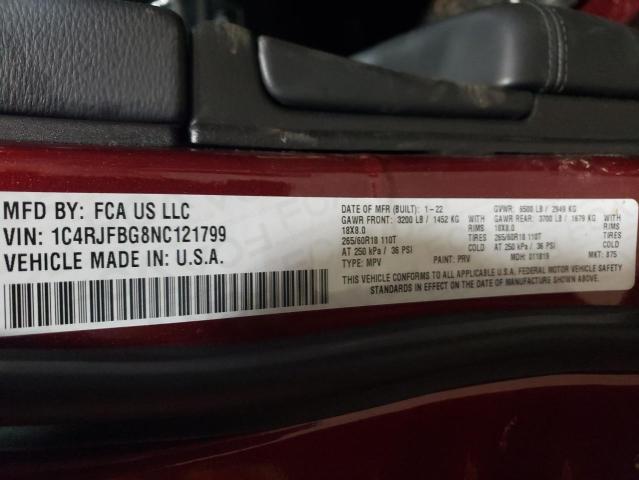 MFD BY: FCA US LLC
VIN: 1C4RJFBG8NC121799
VEHICLE MADE IN: U.S.A.
DATE OF MFR (BUILT): 1-22 GVWR: 6500 LB / 2949 KG
GAWR FRONT: 3200 LB / 1452 KG GAWR REAR: 3700 LB / 1679 KG
18X8.0 RIMS 18X8.0 RIMS
265/60R18 110T TIRES 265/60R18 110T TIRES
AT 250 kPa / 36 PSI COLD AT 250 kPa / 36 PSI COLD
TYPE: MPV PAINT: PRV MDH: 011819 MKT: 875
THIS VEHICLE CONFORMS TO ALL APPLICABLE U.S.A. FEDERAL MOTOR VEHICLE SAFETY
STANDARDS IN EFFECT ON THE DATE OF MANUFACTURE SHOWN ABOVE.